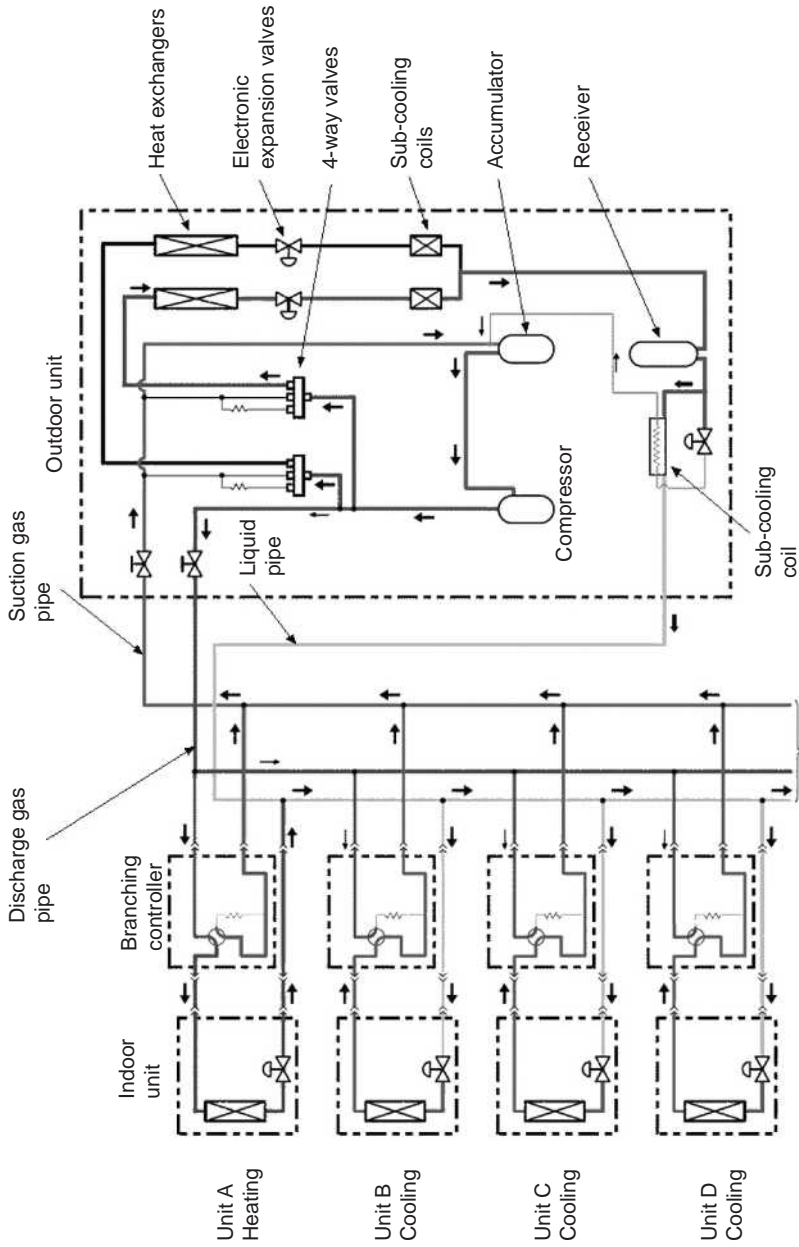 Heat exchangers
Electronic
expansion valves
4-way valves
Sub-cooling
coils
Accumulator
Receiver
Outdoor unit
Suction gas
pipe
Liquid
pipe
Compressor
Sub-cooling
coil
Discharge gas
pipe
Branching
controller
Indoor
unit
Unit A
Heating
Unit B
Cooling
Unit C
Cooling
Unit D
Cooling